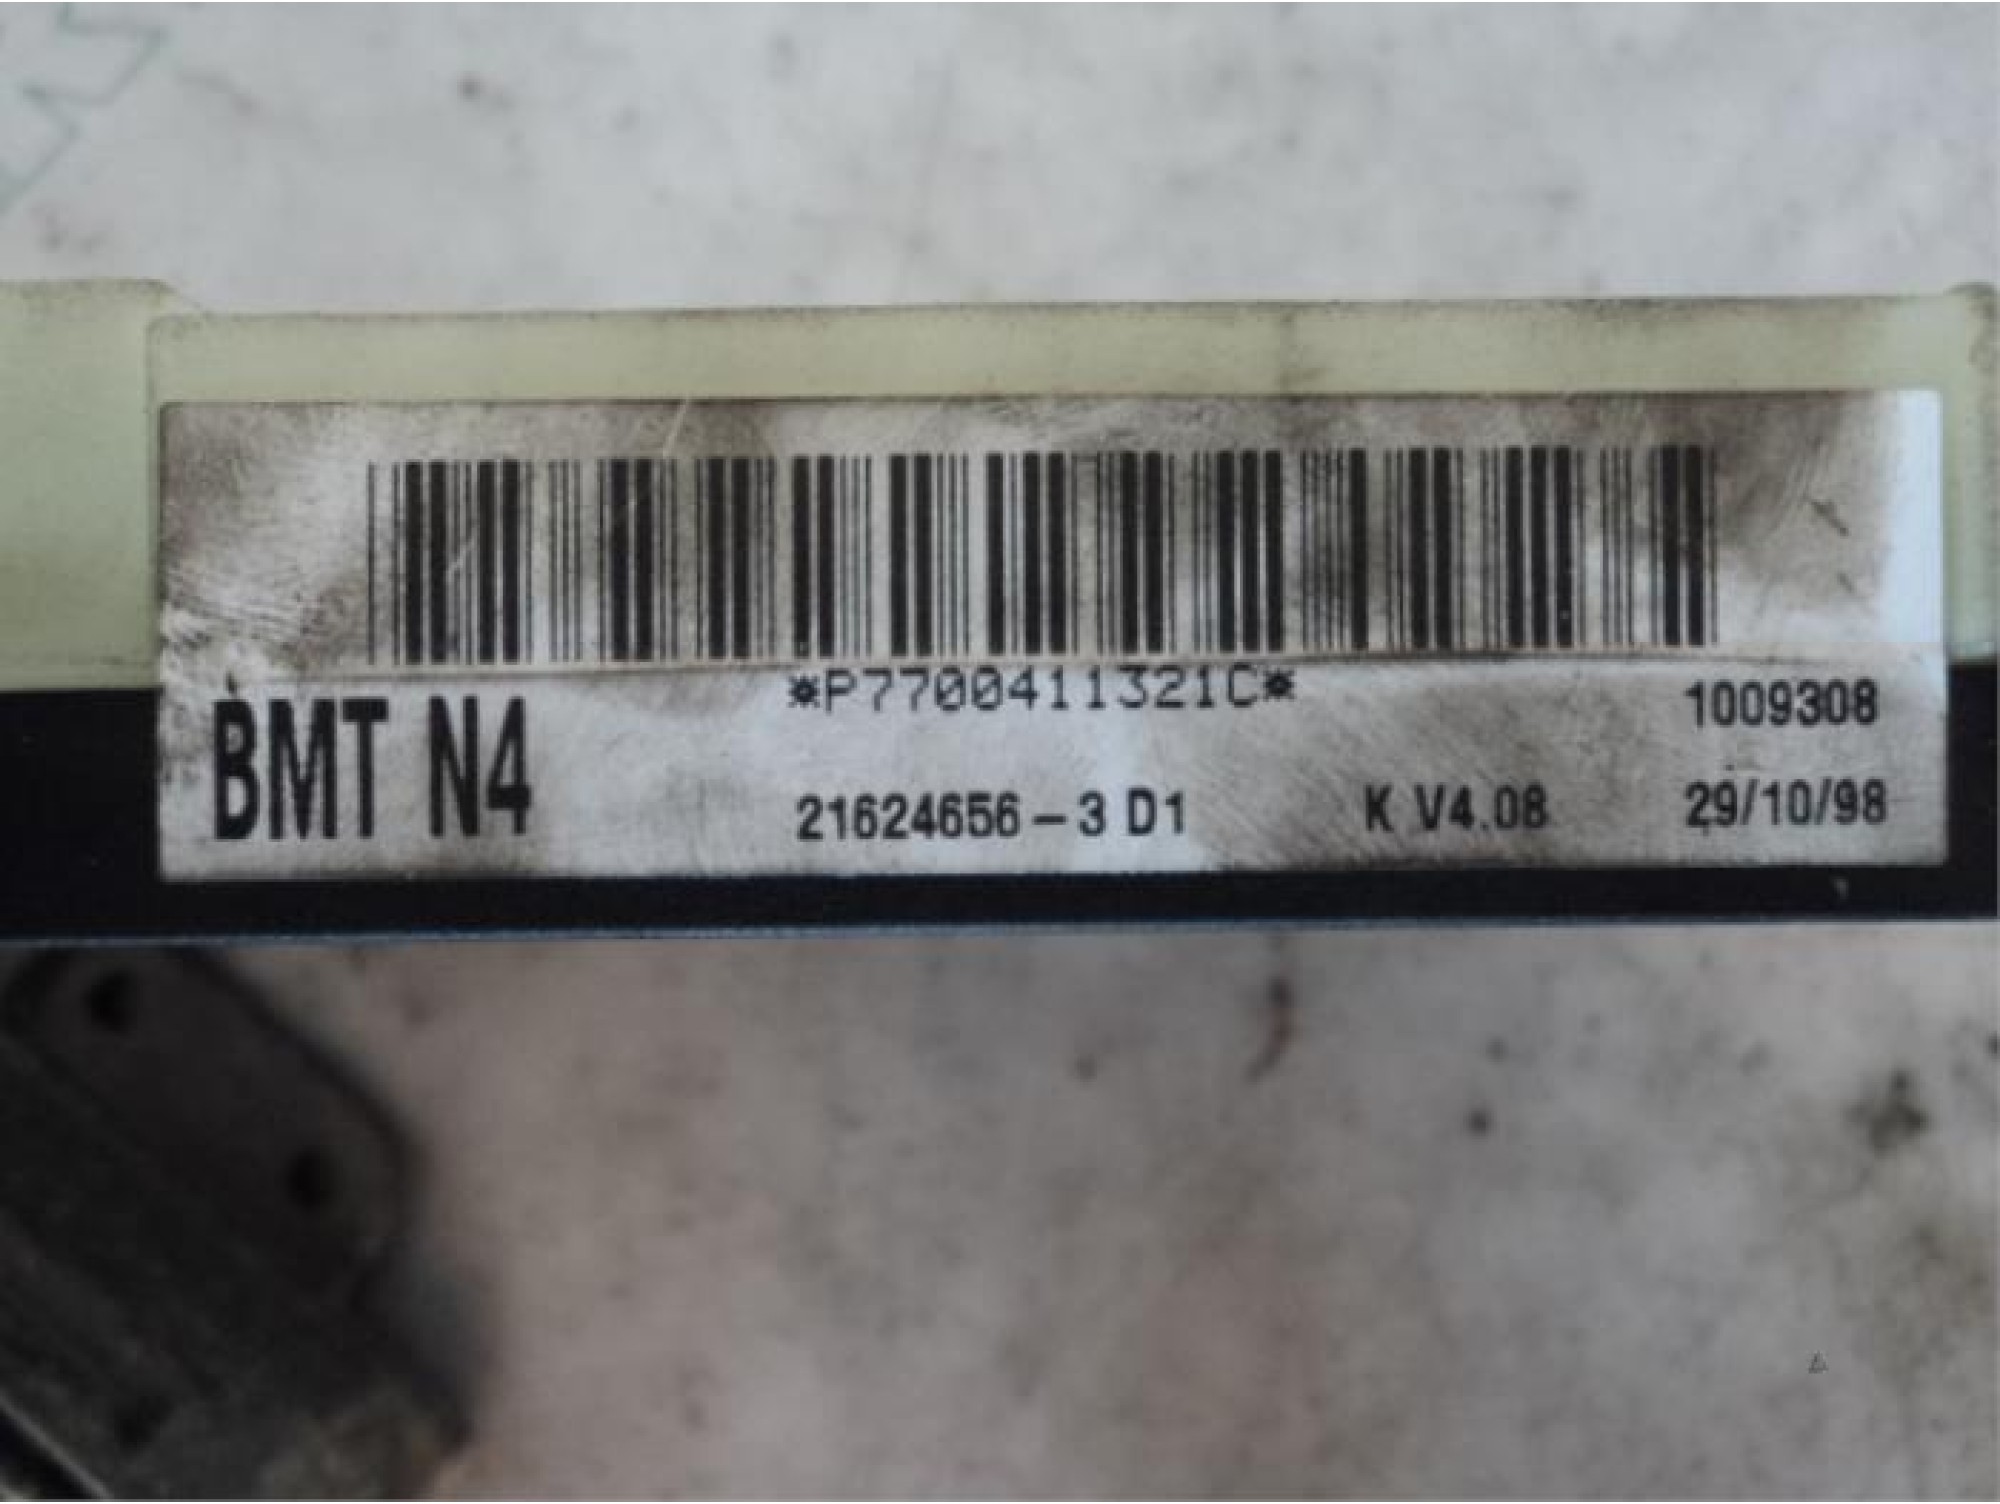 *P7700411321C*
BMT N4
1009308
21624656-3 D1 K V4.08 29/10/98